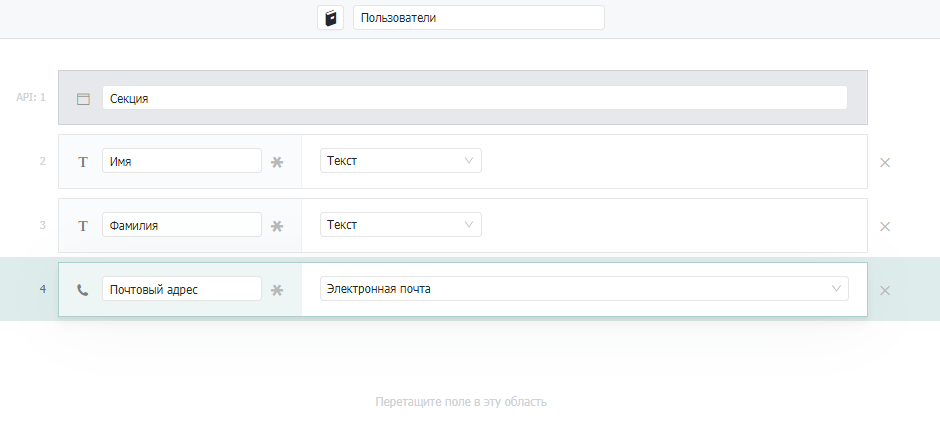 Пользователи
API: 1
Секция
2
Имя
Текст
3
Фамилия
Текст
4
Почтовый адрес
Электронная почта
Перетащите поле в эту область